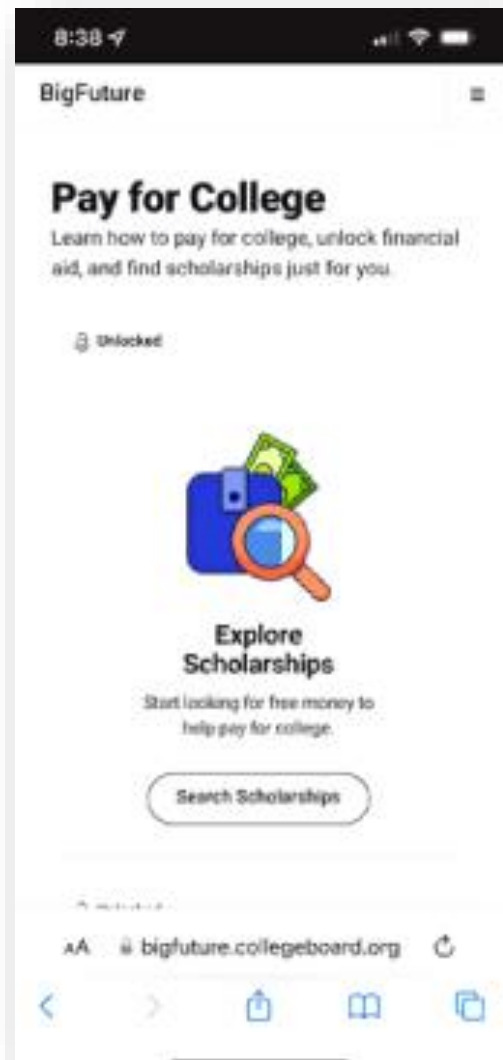 8:38
BigFuture
Pay for College
Learn how to pay for college, unlock financial
aid, and find scholarships just for you.
Unlocked
Explore
Scholarships
Start looking for free money to
help pay for college.
Search Scholarships
AA bigfuture.collegeboard.org